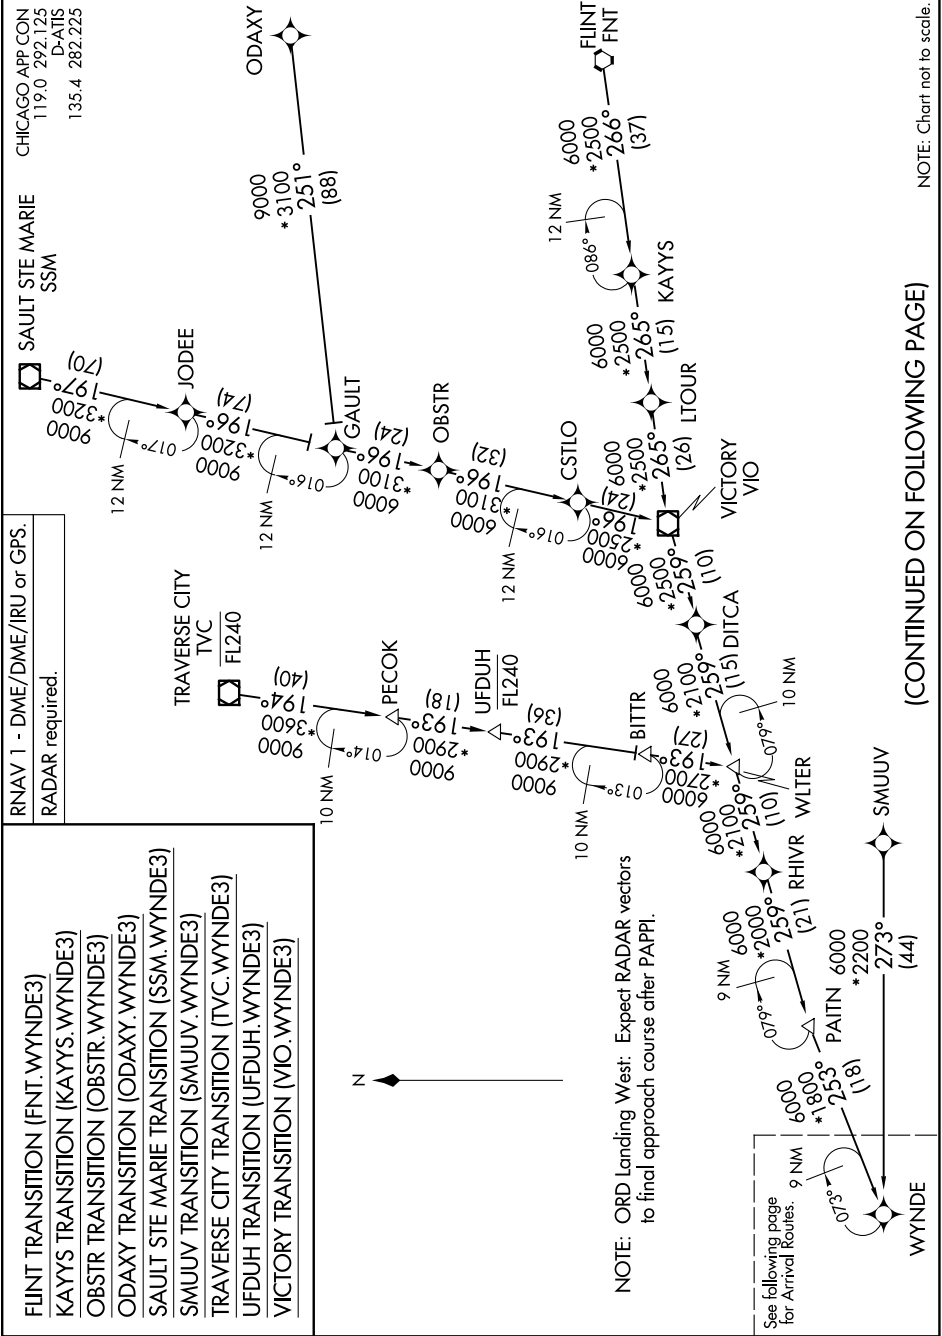 FLINT TRANSITION (FNT.WYNDE3)
KAYYS TRANSITION (KAYYS.WYNDE3)
OBSTR TRANSITION (OBSTR.WYNDE3)
ODAXY TRANSITION (ODAXY.WYNDE3)
SAULT STE MARIE TRANSITION (SSM.WYNDE3)
SMUUV TRANSITION (SMUUV.WYNDE3)
TRAVERSE CITY TRANSITION (TVC.WYNDE3)
UFDUH TRANSITION (UFDUH.WYNDE3)
VICTORY TRANSITION (VIO.WYNDE3)
RNAV 1 - DME/DME/IRU or GPS.
RADAR required.
CHICAGO APP CON
119.0 292.125
D-ATIS
135.4 282.225
SAULT STE MARIE
SSM
9000
*3200
197°
(70)
12 NM
017°
JODEE
9000
*3200
196°
(74)
12 NM
016°
ODAXY
9000
*3100
251°
(88)
GAULT
6000
*3100
196°
(24)
OBSTR
6000
*3100
196°
(32)
12 NM
016°
CSTLO
6000
*2500
196°
(24)
FLINT
FNT
6000
*2500
266°
(37)
12 NM
086°
KAYYS
6000
*2500
265°
(15)
LTOUR
6000
*2500
265°
(26)
VICTORY
VIO
6000
*2500
259°
(10)
DITCA
6000
*2100
259°
(15)
TRAVERSE CITY
TVC
FL240
9000
*3600
194°
(40)
10 NM
014°
PECOK
9000
*2900
193°
(18)
UFDUH
FL240
9000
*2900
193°
(36)
10 NM
013°
BITTR
6000
*2700
193°
(27)
10 NM
079°
WLTER
6000
*2100
259°
(10)
RHIVR
6000
*2000
259°
(21)
9 NM
079°
PAITN
6000
*1800
253°
(18)
SMUUV
6000
*2200
273°
(44)
9 NM
073°
WYNDE
See following page
for Arrival Routes.
N
NOTE: ORD Landing West: Expect RADAR vectors
to final approach course after PAPPI.
(CONTINUED ON FOLLOWING PAGE)
NOTE: Chart not to scale.